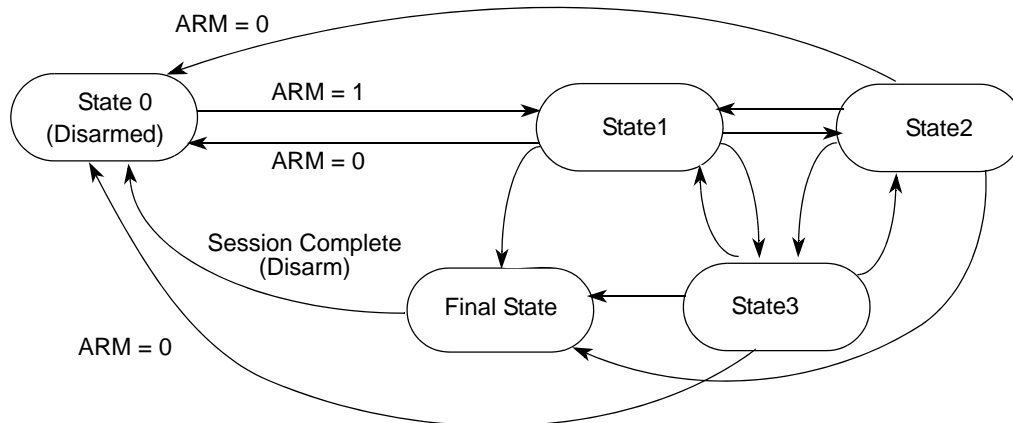 ARM = 0
State 0
(Disarmed)
ARM = 1
ARM = 0
State1
State2
Session Complete
(Disarm)
Final State
State3
ARM = 0